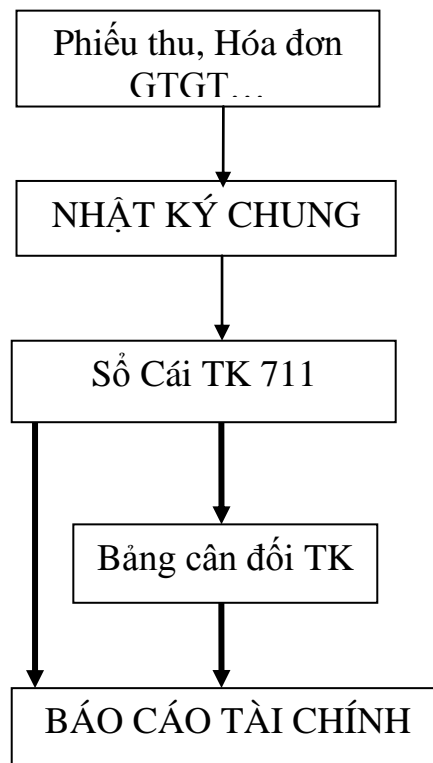 Phiếu thu, Hóa đơn
GTGT…
NHẬT KÝ CHUNG
Sổ Cái TK 711
Bảng cân đối TK
BÁO CÁO TÀI CHÍNH